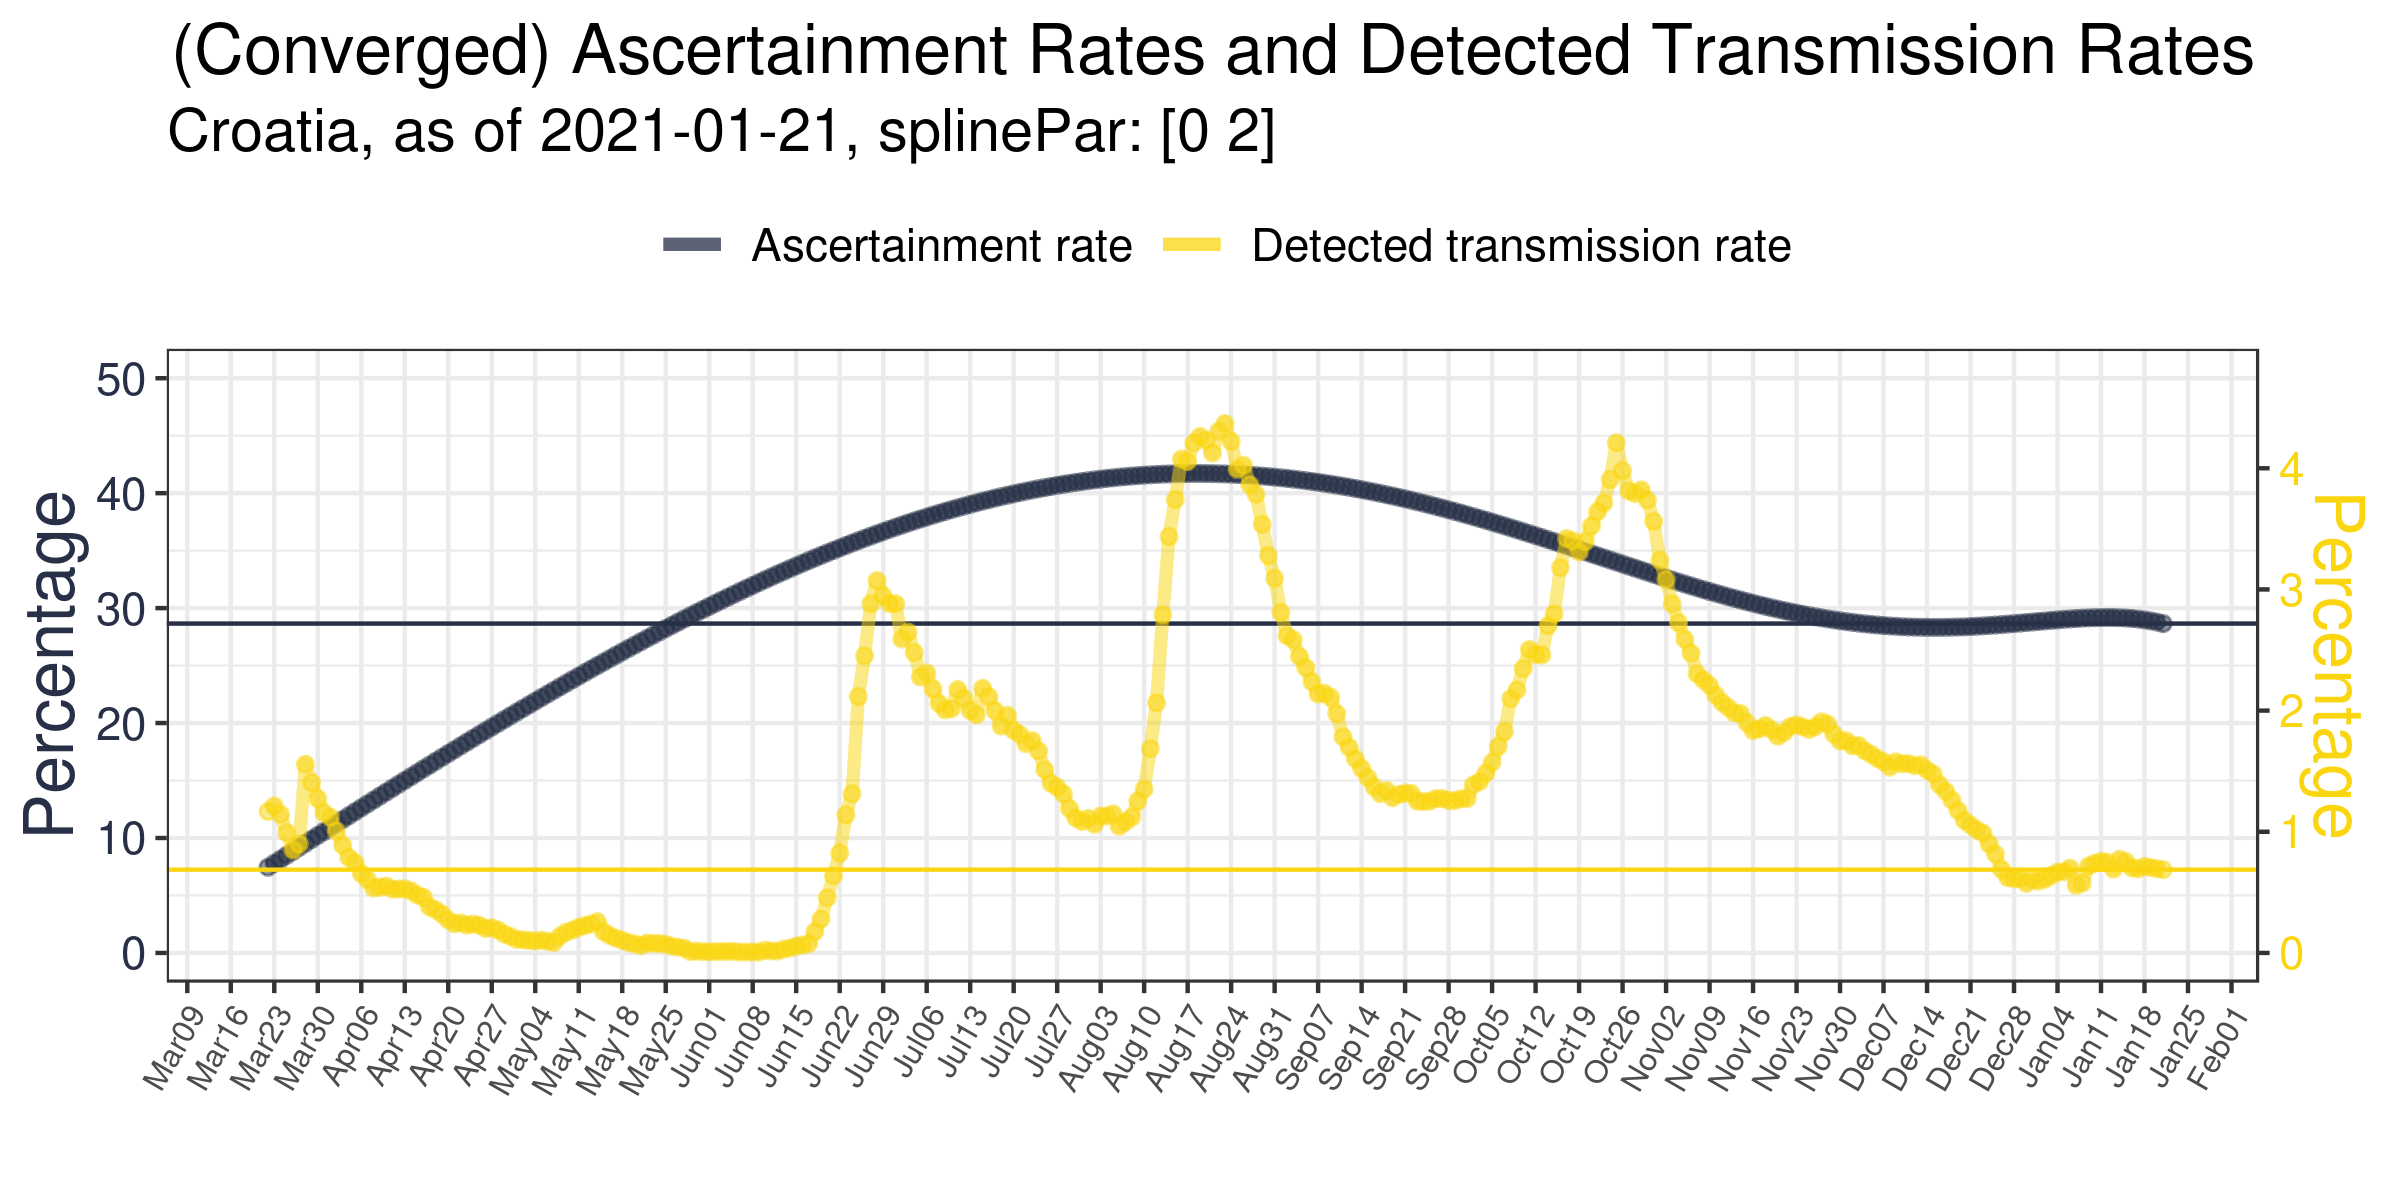 (Converged) Ascertainment Rates and Detected Transmission Rates
Croatia, as of 2021-01-21, splinePar: [0 2]
Ascertainment rate Detected transmission rate
Percentage
50
40
30
20
10
0
4
3
2
1
0
Percentage
Mar09 Mar16 Mar23 Mar30 Apr06 Apr13 Apr20 Apr27 May04 May11 May18 May25 Jun01 Jun08 Jun15 Jun22 Jun29 Jul06 Jul13 Jul20 Jul27 Aug03 Aug10 Aug17 Aug24 Aug31 Sep07 Sep14 Sep21 Sep28 Oct05 Oct12 Oct19 Oct26 Nov02 Nov09 Nov16 Nov23 Nov30 Dec07 Dec14 Dec21 Dec28 Jan04 Jan11 Jan18 Jan25 Feb01